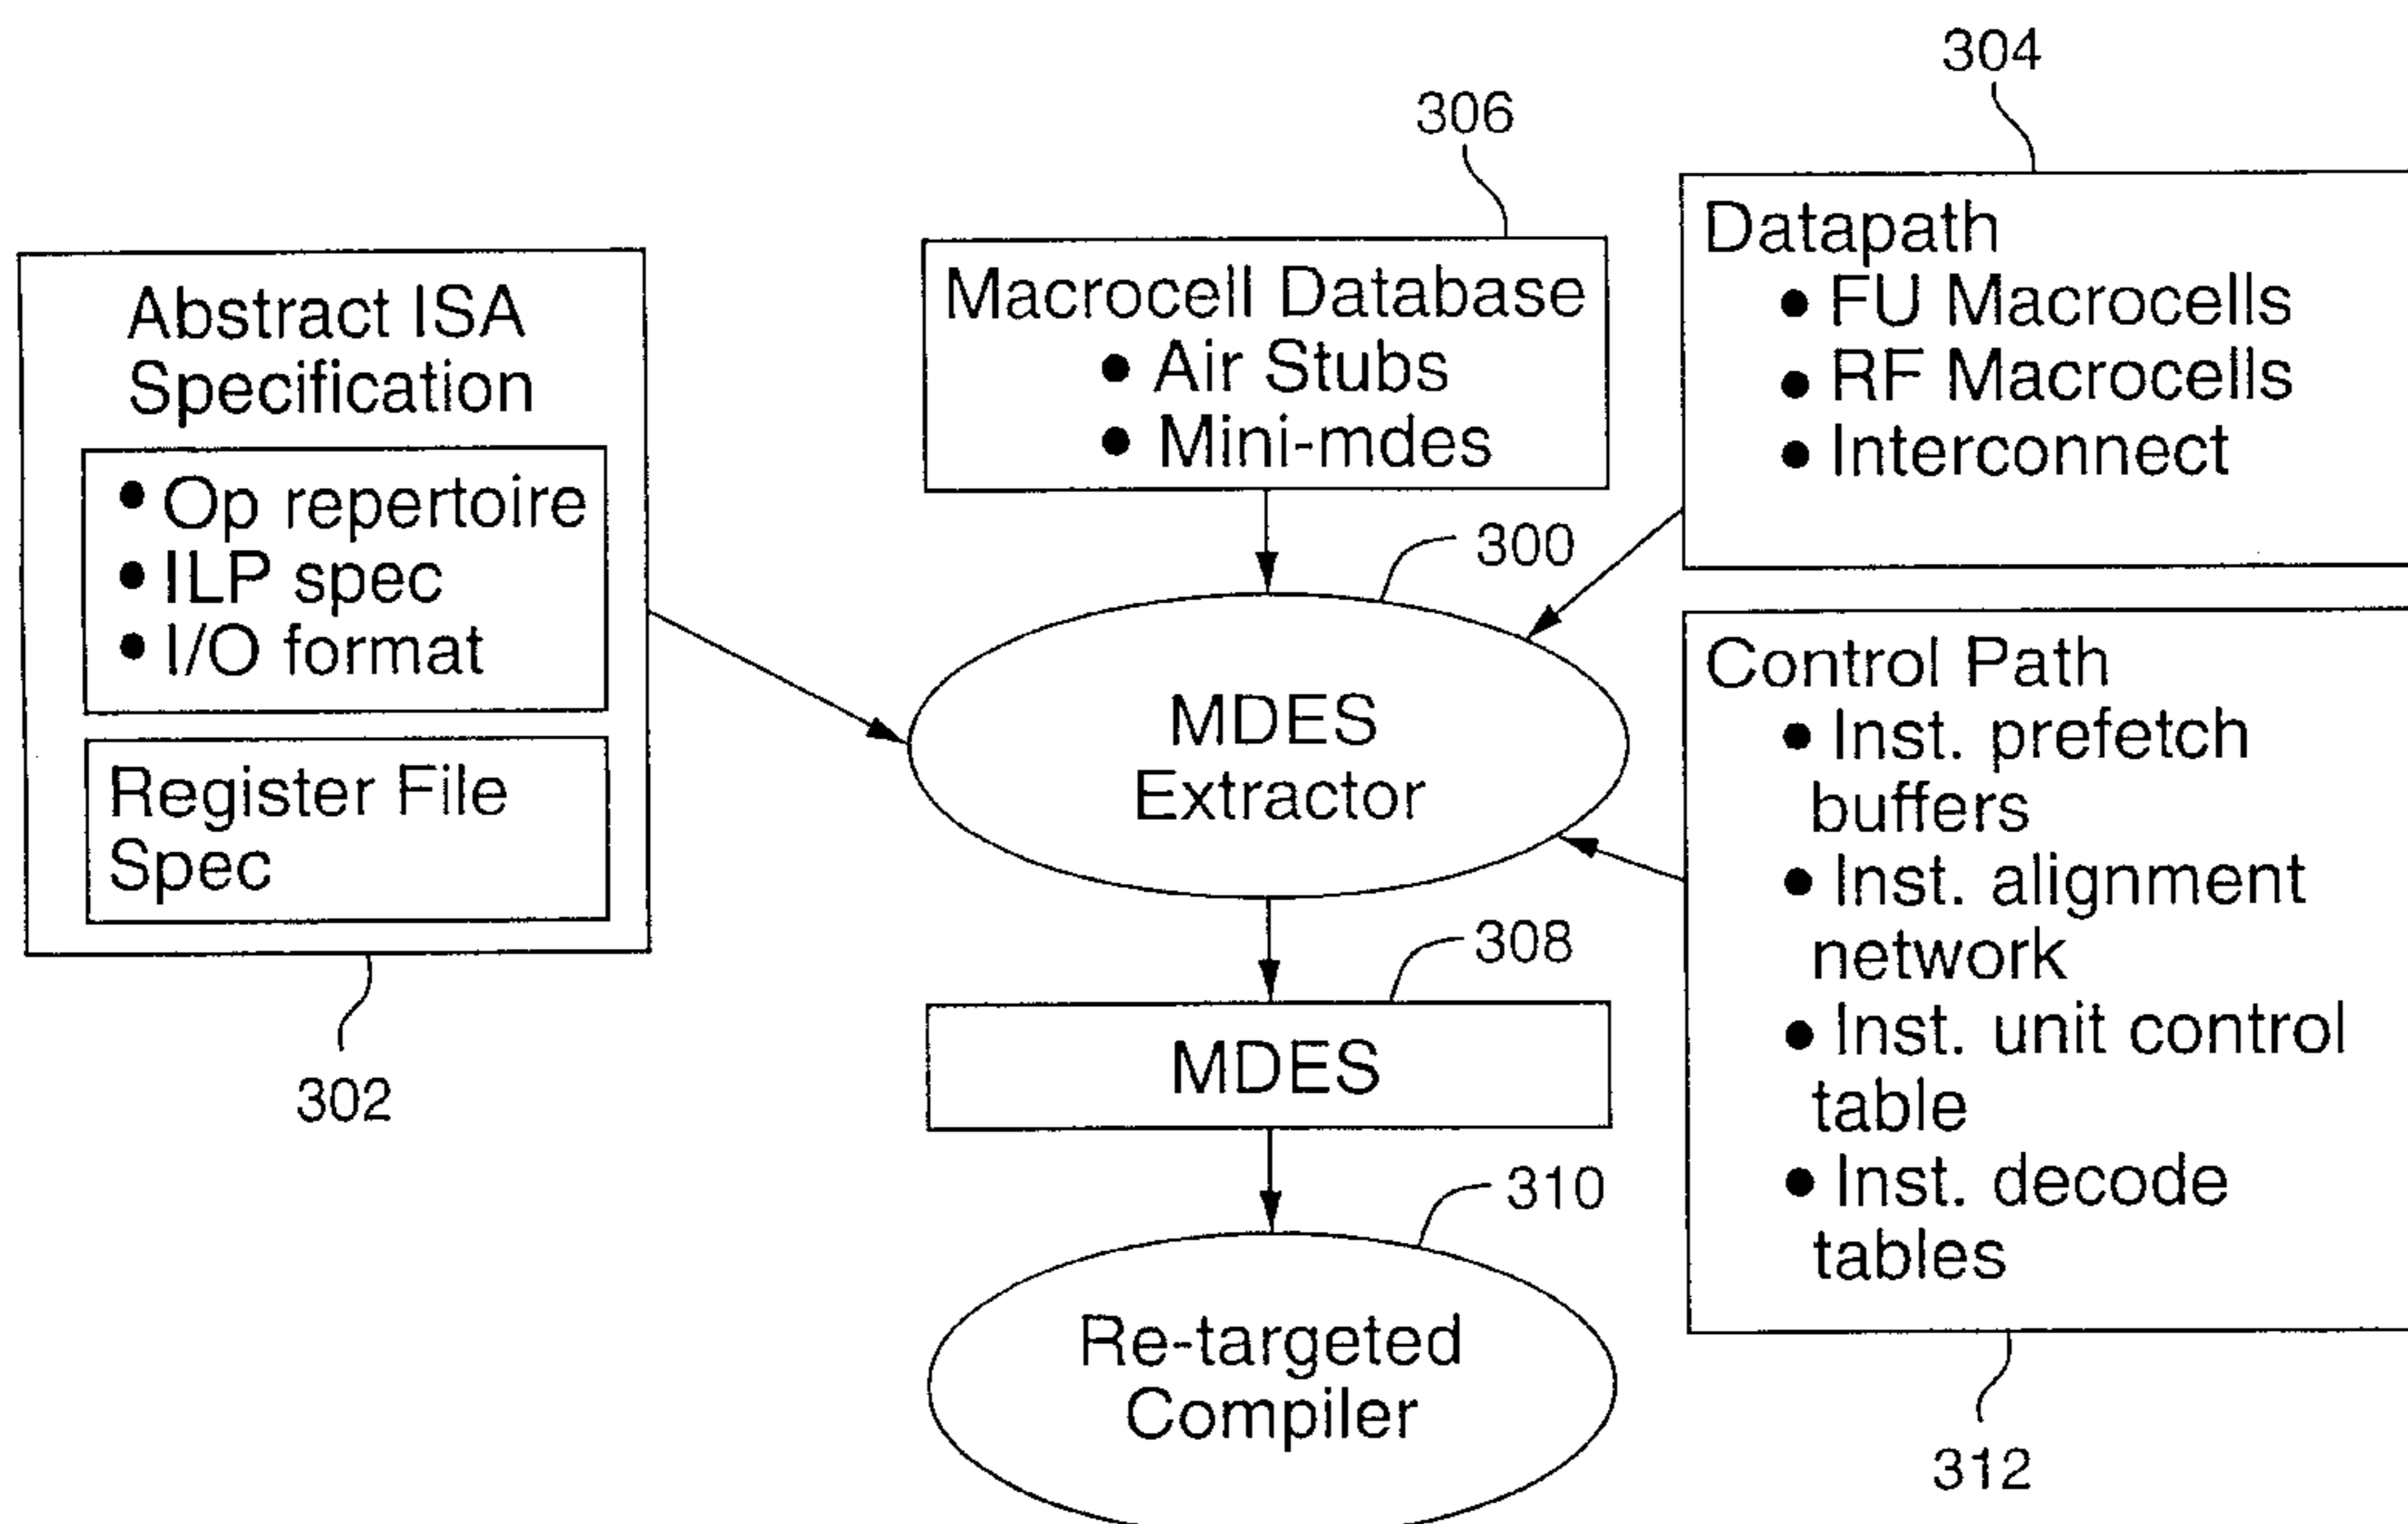 304
306
Datapath
• FU Macrocells
• RF Macrocells
• Interconnect
Macrocell Database
• Air Stubs
• Mini-mdes
Abstract ISA
Specification
• Op repertoire
• ILP spec
• I/O format
Register File
Spec
302
300
MDES
Extractor
Control Path
• Inst. prefetch
buffers
• Inst. alignment
network
• Inst. unit control
table
• Inst. decode
tables
312
308
MDES
310
Re-targeted
Compiler